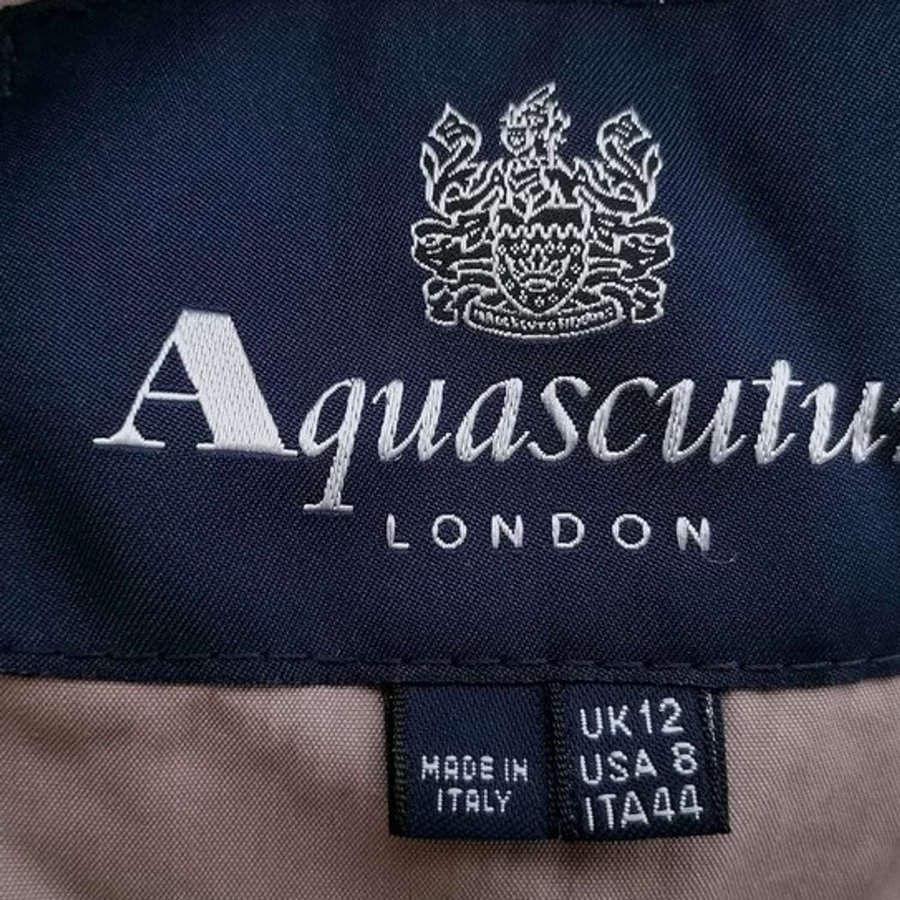 Aquascutu
LONDON
MADE IN
ITALY
UK12
USA 8
ITA44